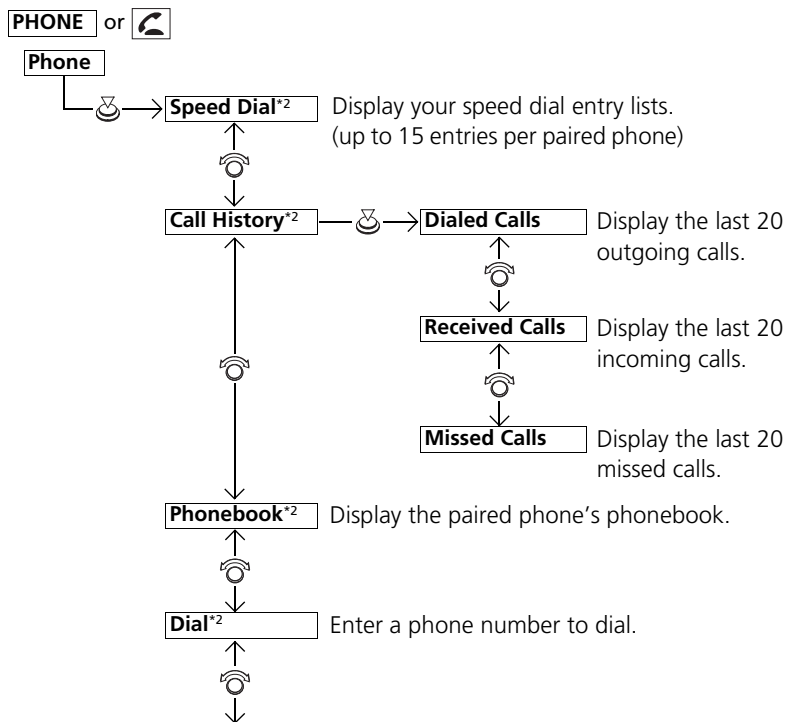 PHONE or
Phone
Speed Dial*2 Display your speed dial entry lists.
(up to 15 entries per paired phone)
Call History*2 Dialed Calls Display the last 20
outgoing calls.
Received Calls Display the last 20
incoming calls.
Missed Calls Display the last 20
missed calls.
Phonebook*2 Display the paired phone's phonebook.
Dial*2 Enter a phone number to dial.